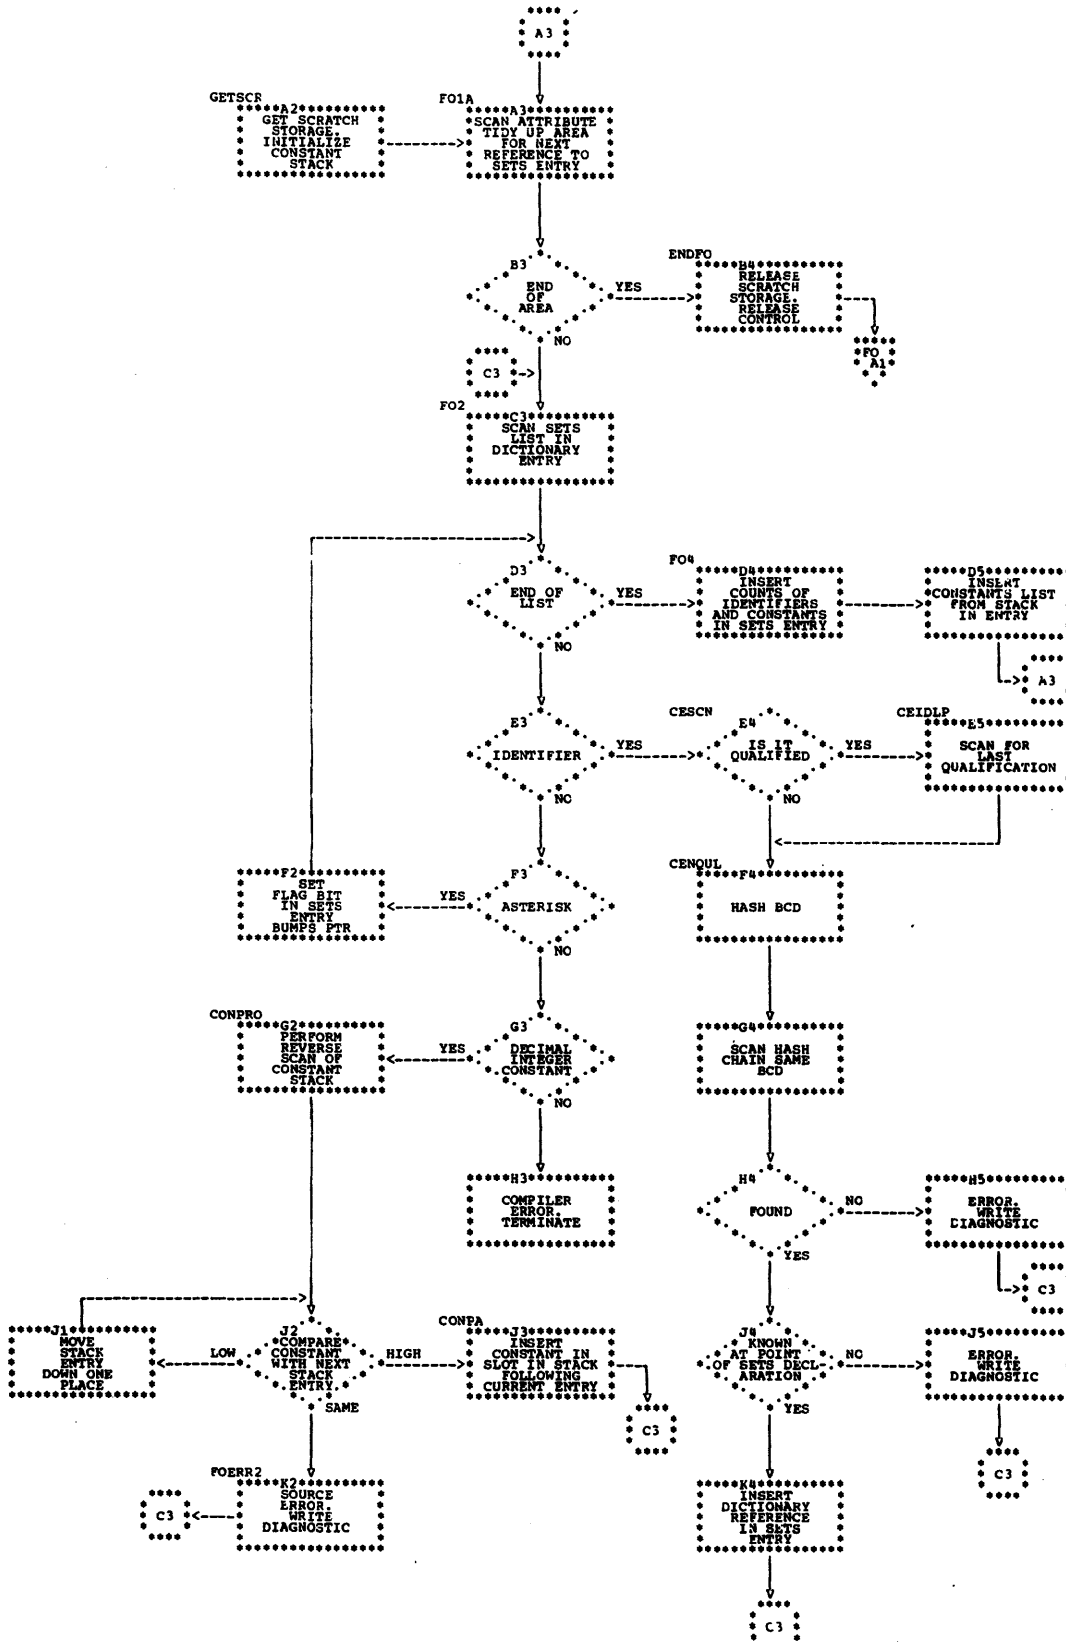 A3
GETSCR
A2
GET SCRATCH
STORAGE.
INITIALIZE
CONSTANT
STACK
FO1A
A3
SCAN ATTRIBUTE
TIDY UP AREA
FOR NEXT
REFERENCE TO
SETS ENTRY
B3
END
OF
AREA
YES
NO
ENDFO
B4
RELEASE
SCRATCH
STORAGE.
RELEASE
CONTROL
FO
A1
C3
FO2
C3
SCAN SETS
LIST IN
DICTIONARY
ENTRY
D3
END OF
LIST
YES
NO
FO4
D4
INSERT
COUNTS OF
IDENTIFIERS
AND CONSTANTS
IN SETS ENTRY
D5
INSERT
CONSTANTS LIST
FROM STACK
IN ENTRY
A3
E3
IDENTIFIER
YES
NO
CESCN
E4
IS IT
QUALIFIED
YES
NO
CEIDLP
E5
SCAN FOR
LAST
QUALIFICATION
F2
SET
FLAG BIT
IN SETS
ENTRY
BUMPS PTR
YES
F3
ASTERISK
NO
CENQUL
F4
HASH BCD
CONPRO
G2
PERFORM
REVERSE
SCAN OF
CONSTANT
STACK
YES
G3
DECIMAL
INTEGER
CONSTANT
NO
G4
SCAN HASH
CHAIN SAME
BCD
H3
COMPILER
ERROR.
TERMINATE
H4
FOUND
NO
YES
H5
ERROR.
WRITE
DIAGNOSTIC
C3
J1
MOVE
STACK
ENTRY
DOWN ONE
PLACE
LOW
J2
COMPARE
CONSTANT
WITH NEXT
STACK
ENTRY
HIGH
SAME
CONPA
J3
INSERT
CONSTANT IN
SLOT IN STACK
FOLLOWING
CURRENT ENTRY
C3
J4
KNOWN
AT POINT
OF SETS DECL-
ARATION
NO
YES
J5
ERROR.
WRITE
DIAGNOSTIC
C3
FOERR2
K2
SOURCE
ERROR.
WRITE
DIAGNOSTIC
C3
K4
INSERT
DICTIONARY
REFERENCE
IN SETS
ENTRY
C3